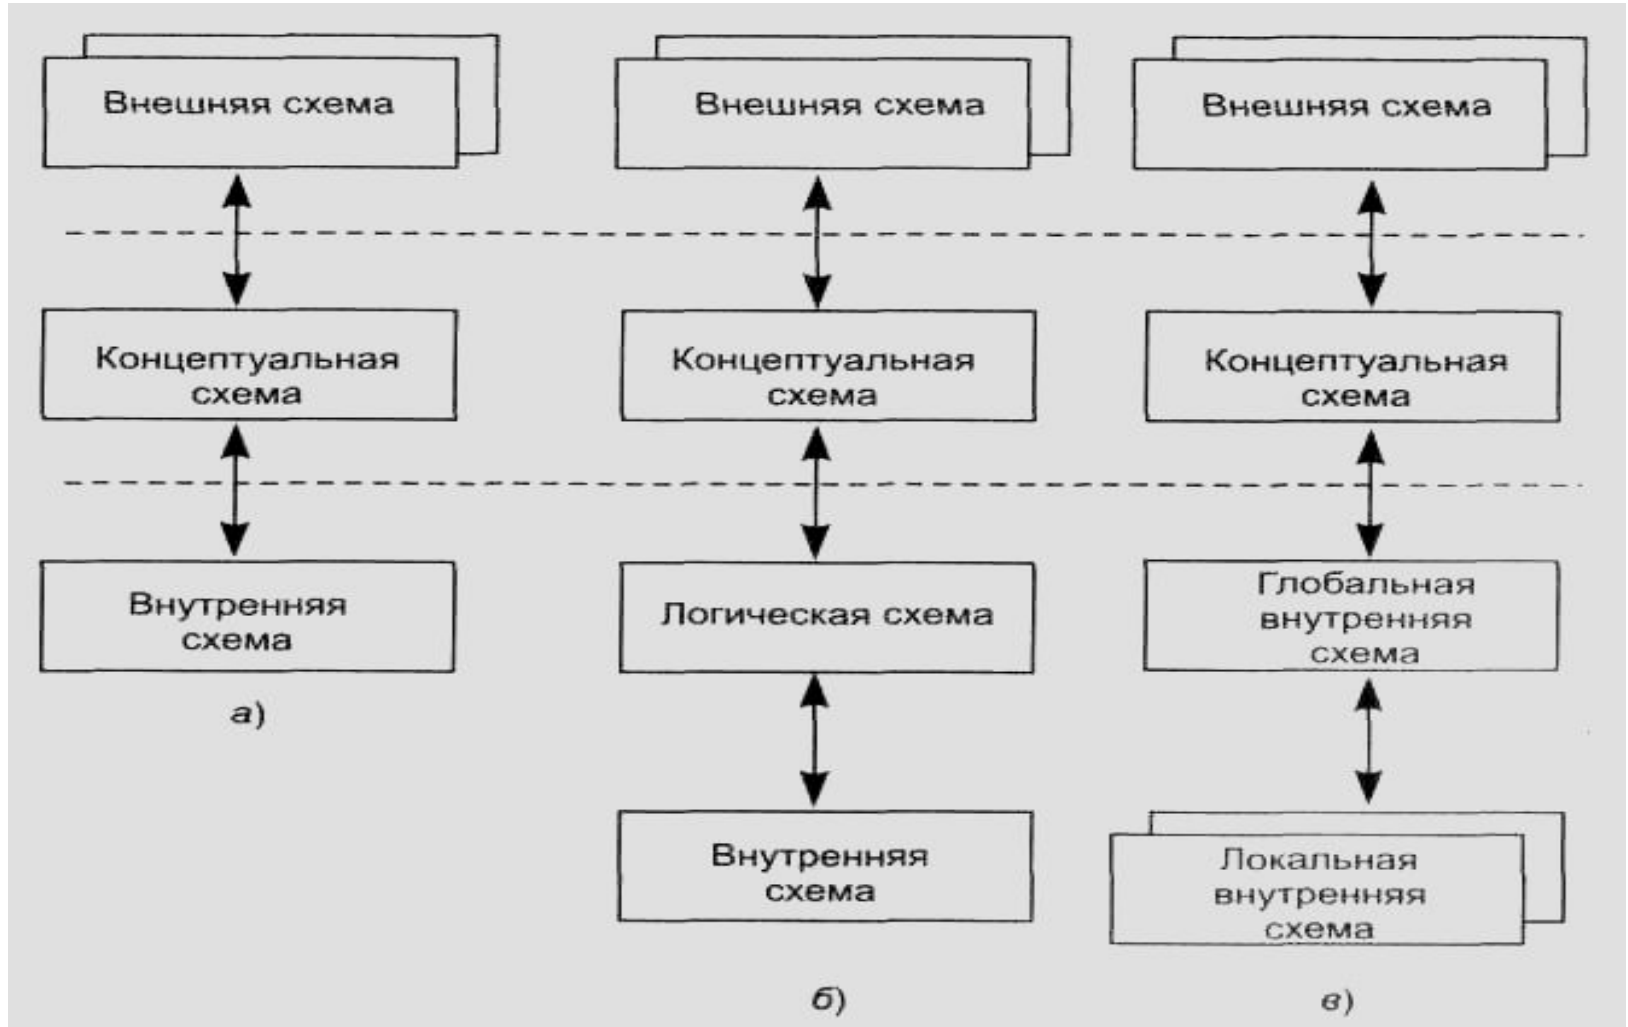 Внешняя схема
Внешняя схема
Внешняя схема
Концептуальная
схема
Концептуальная
схема
Концептуальная
схема
Внутренняя
схема
Логическая схема
Глобальная
внутренняя
схема
а)
Внутренняя
схема
Локальная
внутренняя
схема
б)
в)